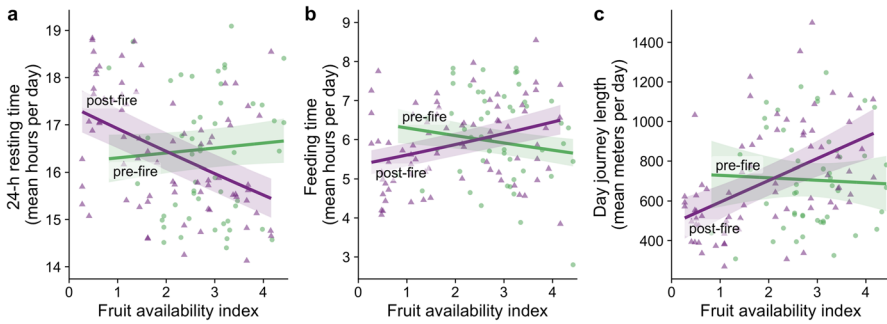 a
24-h resting time
(mean hours per day)
19
18
17
16
15
14
post-fire
pre-fire
0 1 2 3 4
Fruit availability index
b
Feeding time
(mean hours per day)
9
8
7
6
5
4
3
pre-fire
post-fire
0 1 2 3 4
Fruit availability index
c
Day journey length
(mean meters per day)
1400
1200
1000
800
600
400
pre-fire
post-fire
0 1 2 3 4
Fruit availability index